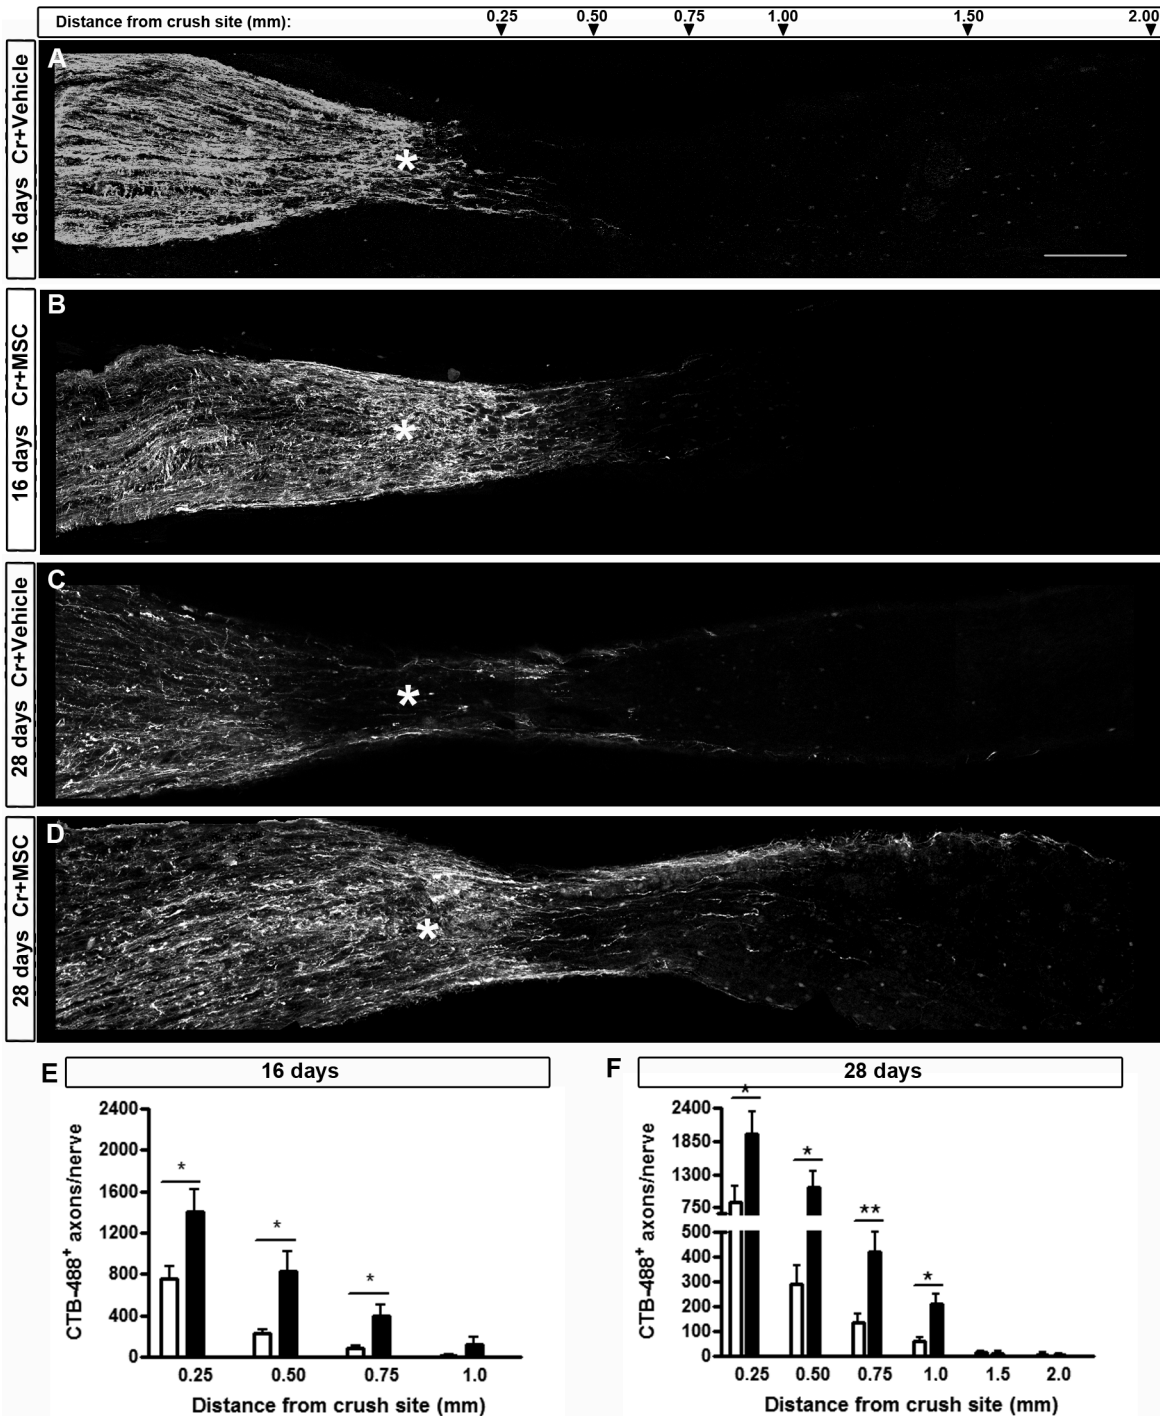 Distance from crush site (mm):
0.25 0.50 0.75 1.00 1.50 2.00
16 days Cr+Vehicle
A
*
16 days Cr+MSC
B
*
28 days Cr+Vehicle
C
*
28 days Cr+MSC
D
*
E
16 days
CTB-488+ axons/nerve
2400
2000
1600
1200
800
400
0
*
*
*
0.25 0.50 0.75 1.0
Distance from crush site (mm)
F
28 days
CTB-488+ axons/nerve
2400
1850
1300
750
500
400
300
200
100
0
*
*
**
*
0.25 0.50 0.75 1.0 1.5 2.0
Distance from crush site (mm)